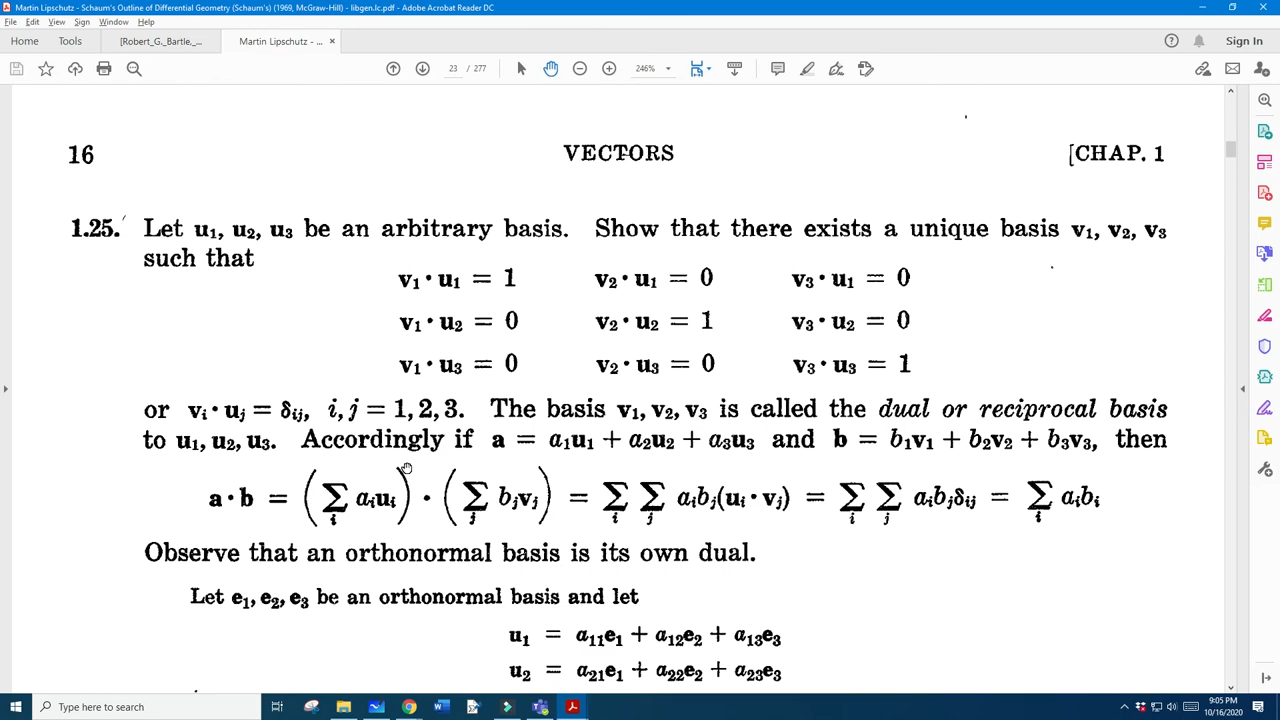 Martin Lipschutz - Schaum's Outline of Differential Geometry (Schaum's) (1969, McGraw-Hill) - libgen.lc.pdf - Adobe Acrobat Reader DC
File Edit View Sign Window Help
Home Tools [Robert_G._Bartle,_... Martin Lipschutz - ... × Sign In
23 / 277 246%
16 VECTORS [CHAP. 1
1.25. Let u₁, u₂, u₃ be an arbitrary basis. Show that there exists a unique basis v₁, v₂, v₃
such that
v₁ · u₁ = 1 v₂ · u₁ = 0 v₃ · u₁ = 0
v₁ · u₂ = 0 v₂ · u₂ = 1 v₃ · u₂ = 0
v₁ · u₃ = 0 v₂ · u₃ = 0 v₃ · u₃ = 1
or vᵢ · uⱼ = δᵢⱼ, i, j = 1, 2, 3. The basis v₁, v₂, v₃ is called the dual or reciprocal basis
to u₁, u₂, u₃. Accordingly if a = a₁u₁ + a₂u₂ + a₃u₃ and b = b₁v₁ + b₂v₂ + b₃v₃, then
a · b = (∑ᵢ aᵢuᵢ) · (∑ⱼ bⱼvⱼ) = ∑ᵢ ∑ⱼ aᵢbⱼ(uᵢ · vⱼ) = ∑ᵢ ∑ⱼ aᵢbⱼδᵢⱼ = ∑ᵢ aᵢbᵢ
Observe that an orthonormal basis is its own dual.
Let e₁, e₂, e₃ be an orthonormal basis and let
u₁ = a₁₁e₁ + a₁₂e₂ + a₁₃e₃
u₂ = a₂₁e₁ + a₂₂e₂ + a₂₃e₃
Type here to search
9:05 PM
10/16/2020